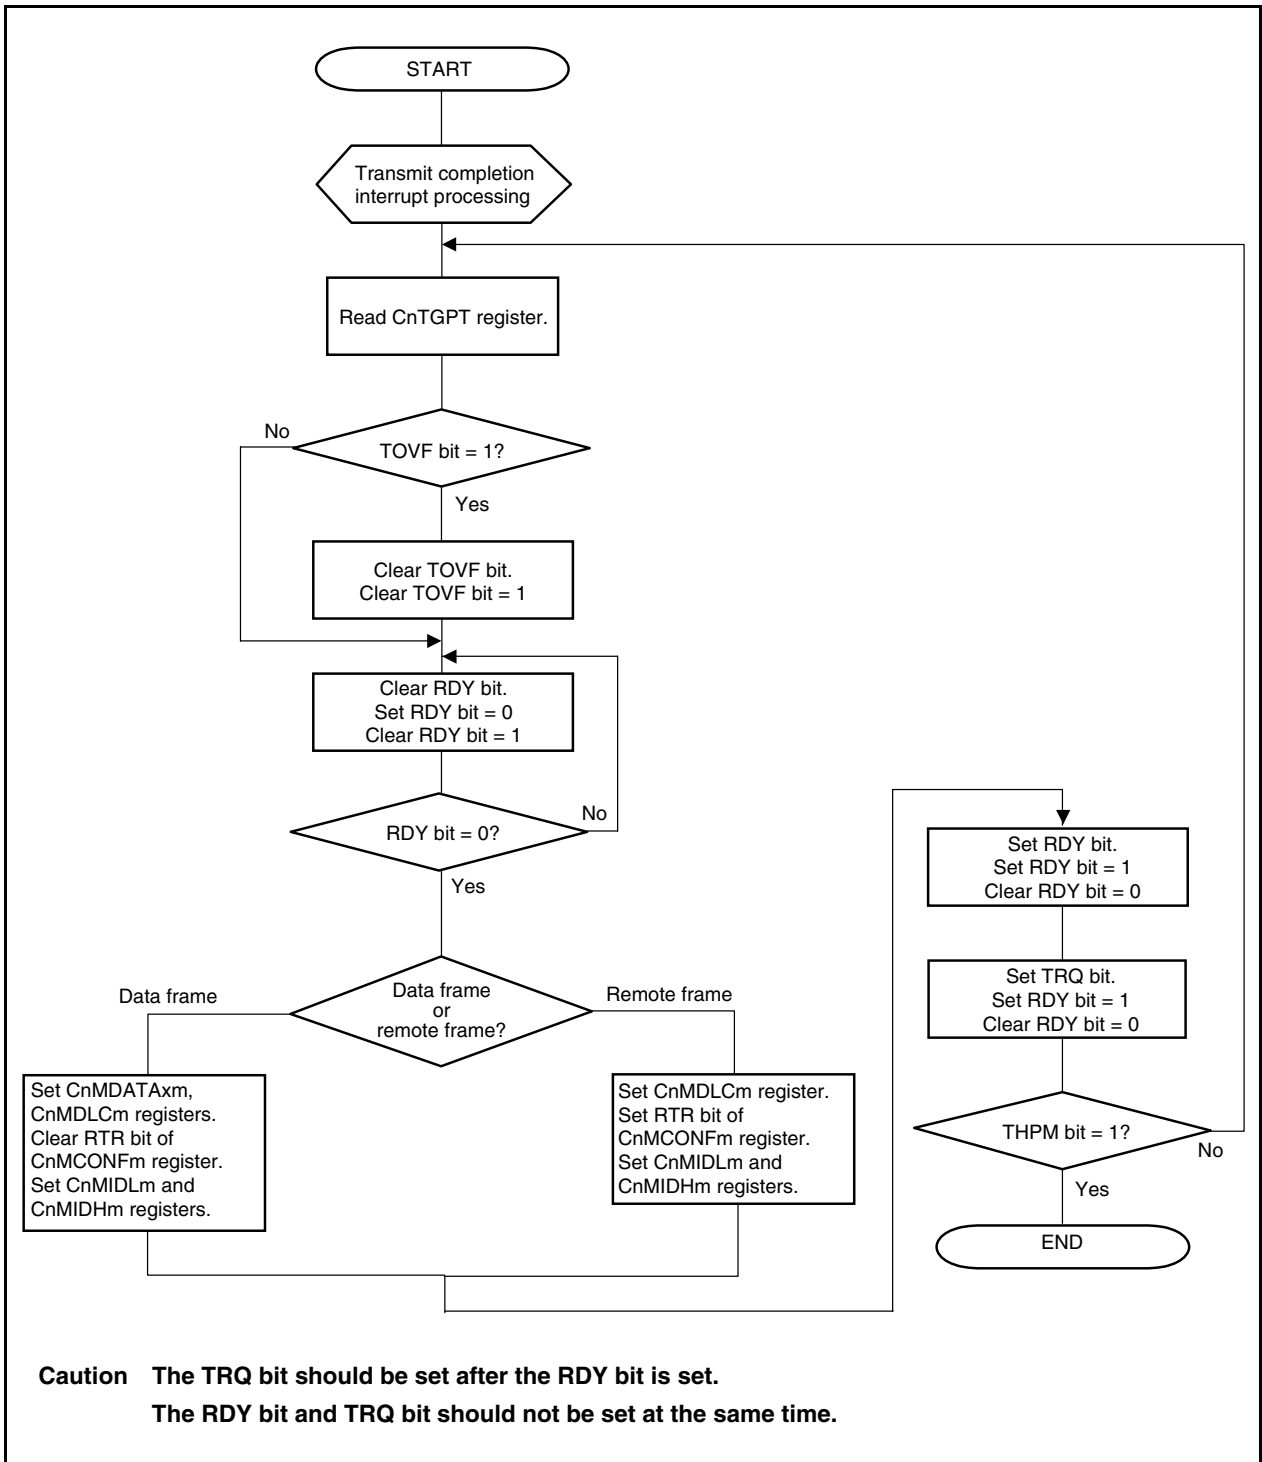 START
Transmit completion
interrupt processing
Read CnTGPT register.
No
TOVF bit = 1?
Yes
Clear TOVF bit.
Clear TOVF bit = 1
Clear RDY bit.
Set RDY bit = 0
Clear RDY bit = 1
No
RDY bit = 0?
Yes
Data frame
Data frame
or
remote frame?
Remote frame
Set CnMDATAxm,
CnMDLCm registers.
Clear RTR bit of
CnMCONFm register.
Set CnMIDLm and
CnMIDHm registers.
Set CnMDLCm register.
Set RTR bit of
CnMCONFm register.
Set CnMIDLm and
CnMIDHm registers.
Set RDY bit.
Set RDY bit = 1
Clear RDY bit = 0
Set TRQ bit.
Set RDY bit = 1
Clear RDY bit = 0
THPM bit = 1?
No
Yes
END
Caution The TRQ bit should be set after the RDY bit is set.
The RDY bit and TRQ bit should not be set at the same time.